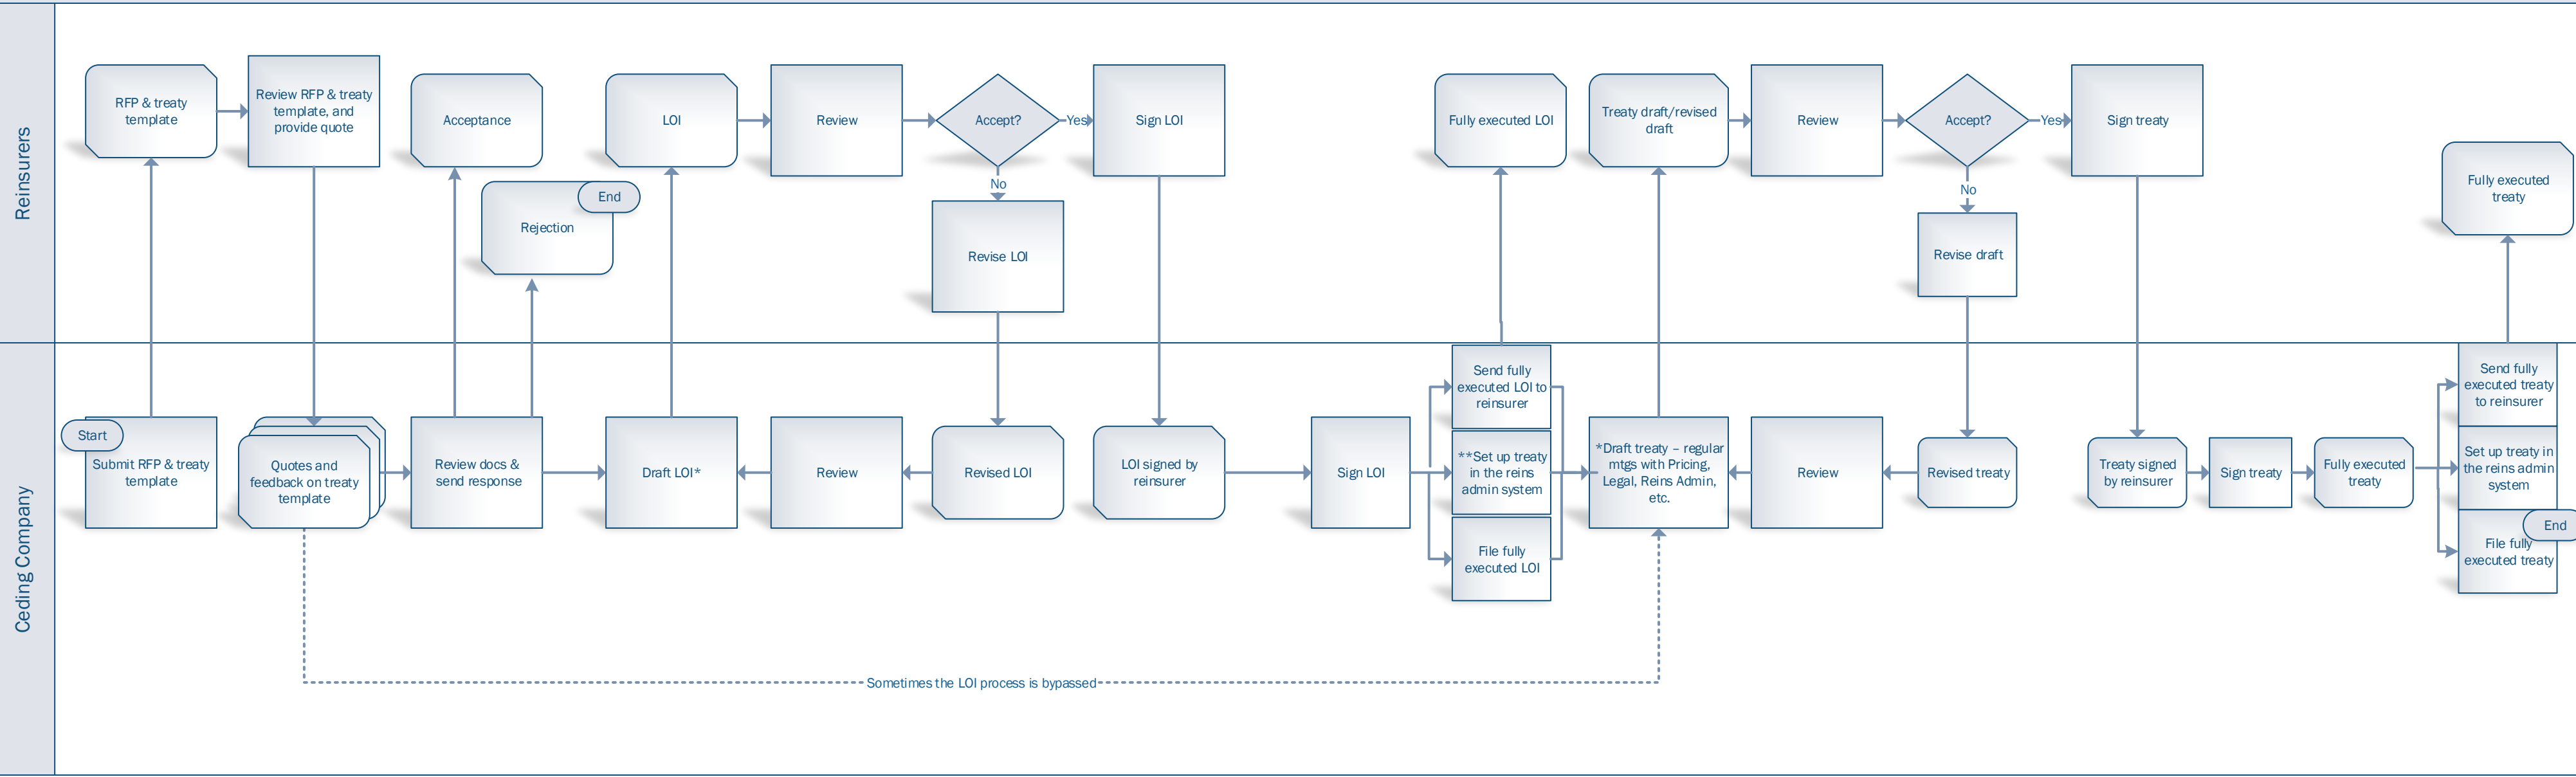 Reinsurers
RFP & treaty
template
Review RFP & treaty
template, and
provide quote
Acceptance
Rejection
End
LOI
Review
Accept?
Yes
No
Sign LOI
Revise LOI
Fully executed LOI
Treaty draft/revised
draft
Review
Accept?
Yes
No
Sign treaty
Revise draft
Fully executed
treaty
Ceding Company
Start
Submit RFP & treaty
template
Quotes and
feedback on treaty
template
Review docs &
send response
Draft LOI*
Review
Revised LOI
LOI signed by
reinsurer
Sign LOI
Send fully
executed LOI to
reinsurer
**Set up treaty
in the reins
admin system
File fully
executed LOI
*Draft treaty – regular
mtgs with Pricing,
Legal, Reins Admin,
etc.
Review
Revised treaty
Treaty signed
by reinsurer
Sign treaty
Fully executed
treaty
Send fully
executed treaty
to reinsurer
Set up treaty in
the reins admin
system
End
File fully
executed treaty
Sometimes the LOI process is bypassed